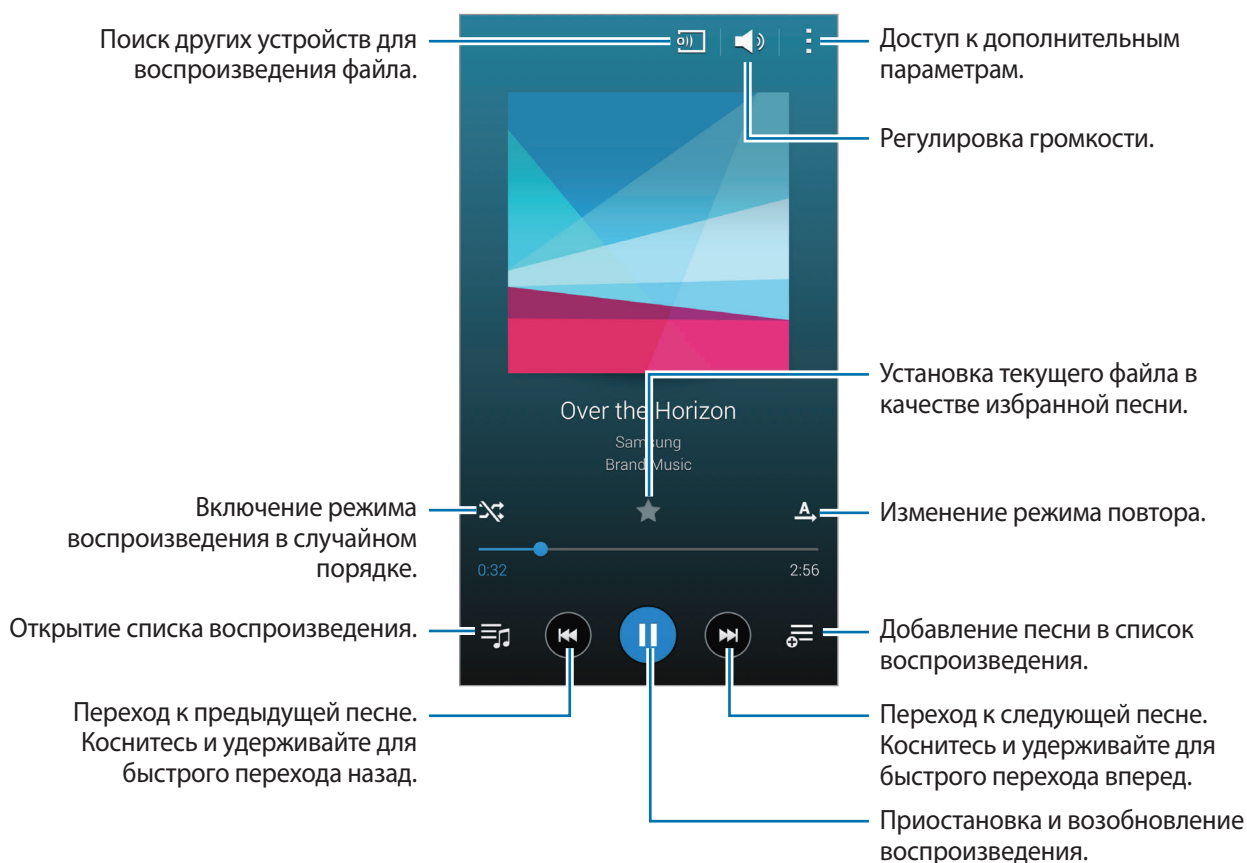 Поиск других устройств для
воспроизведения файла.
Доступ к дополнительным
параметрам.
Регулировка громкости.
Установка текущего файла в
качестве избранной песни.
Over the Horizon
Samsung
Brand Music
Включение режима
воспроизведения в случайном
порядке.
A
Изменение режима повтора.
0:32
2:56
Открытие списка воспроизведения.
Добавление песни в список
воспроизведения.
Переход к предыдущей песне.
Коснитесь и удерживайте для
быстрого перехода назад.
Переход к следующей песне.
Коснитесь и удерживайте для
быстрого перехода вперед.
Приостановка и возобновление
воспроизведения.